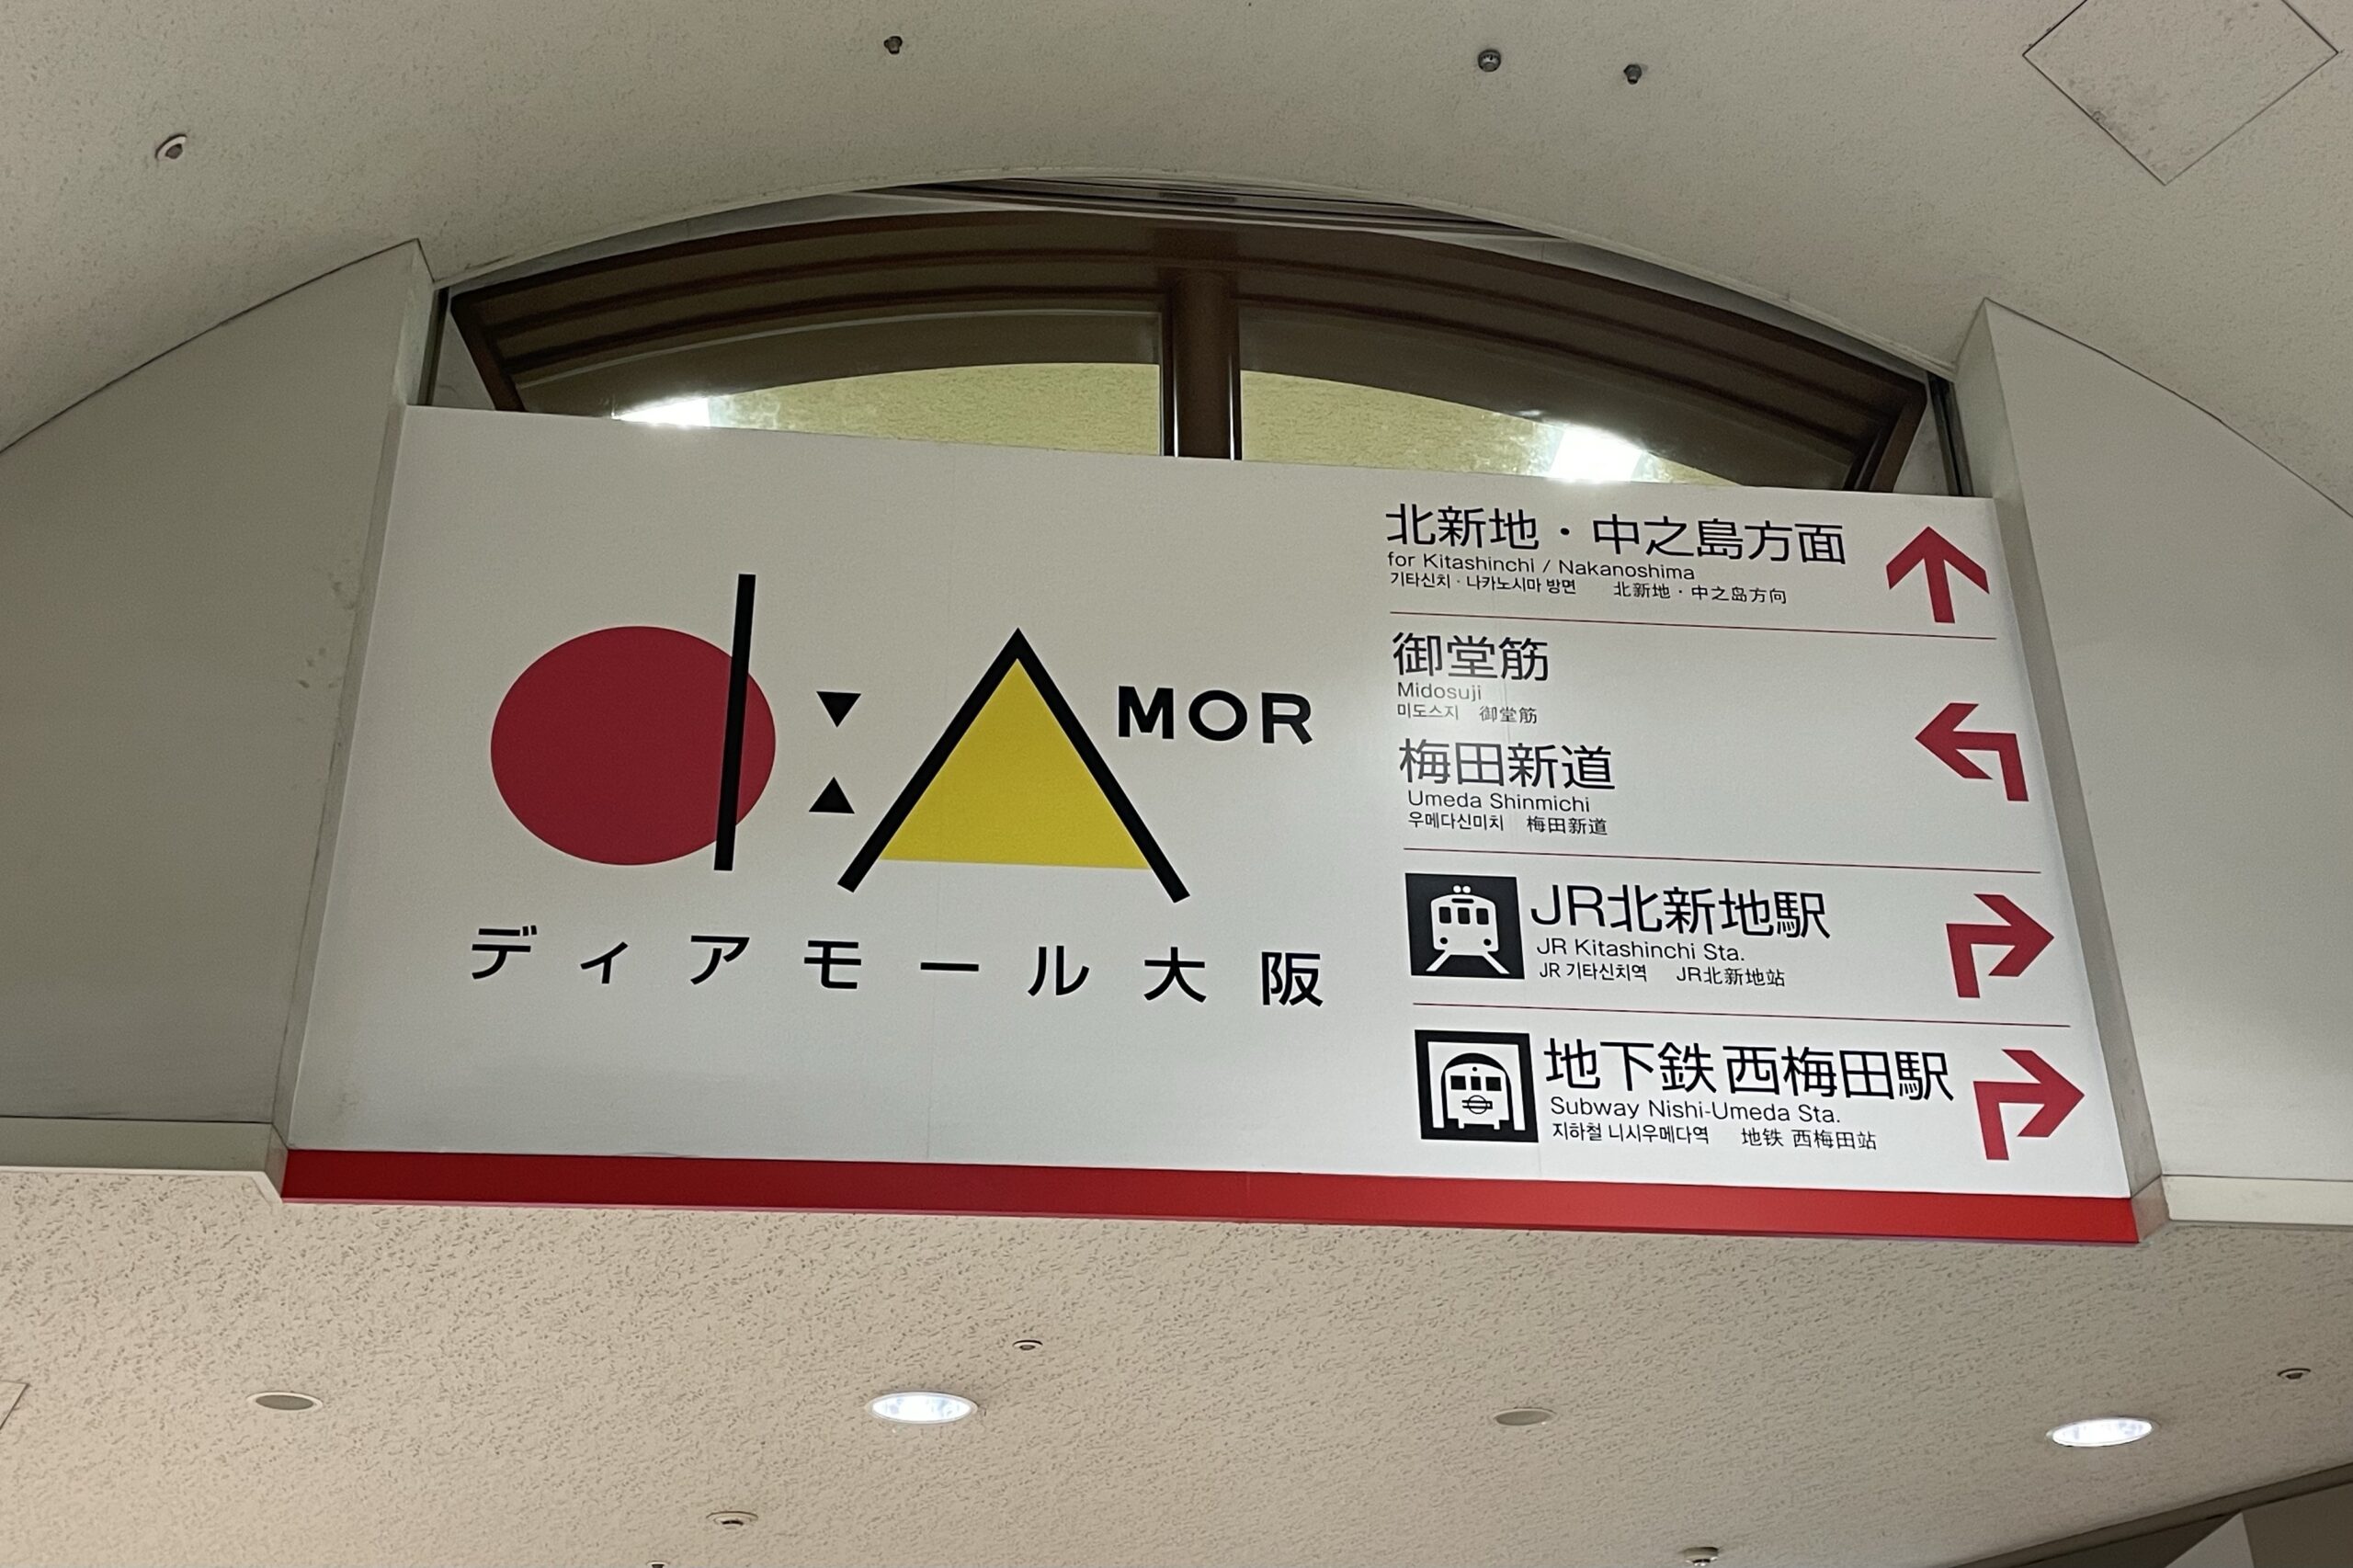 diAMOR
ディアモール大阪
北新地・中之島方面
for Kitashinchi / Nakanoshima
기타신치·나카노시마 방면 北新地・中之岛方向
御堂筋
Midosuji
미도스지 御堂筋
梅田新道
Umeda Shinmichi
우메다신미치 梅田新道
JR北新地駅
JR Kitashinchi Sta.
JR 기타신치역 JR北新地站
地下鉄 西梅田駅
Subway Nishi-Umeda Sta.
지하철 니시우메다역 地铁 西梅田站